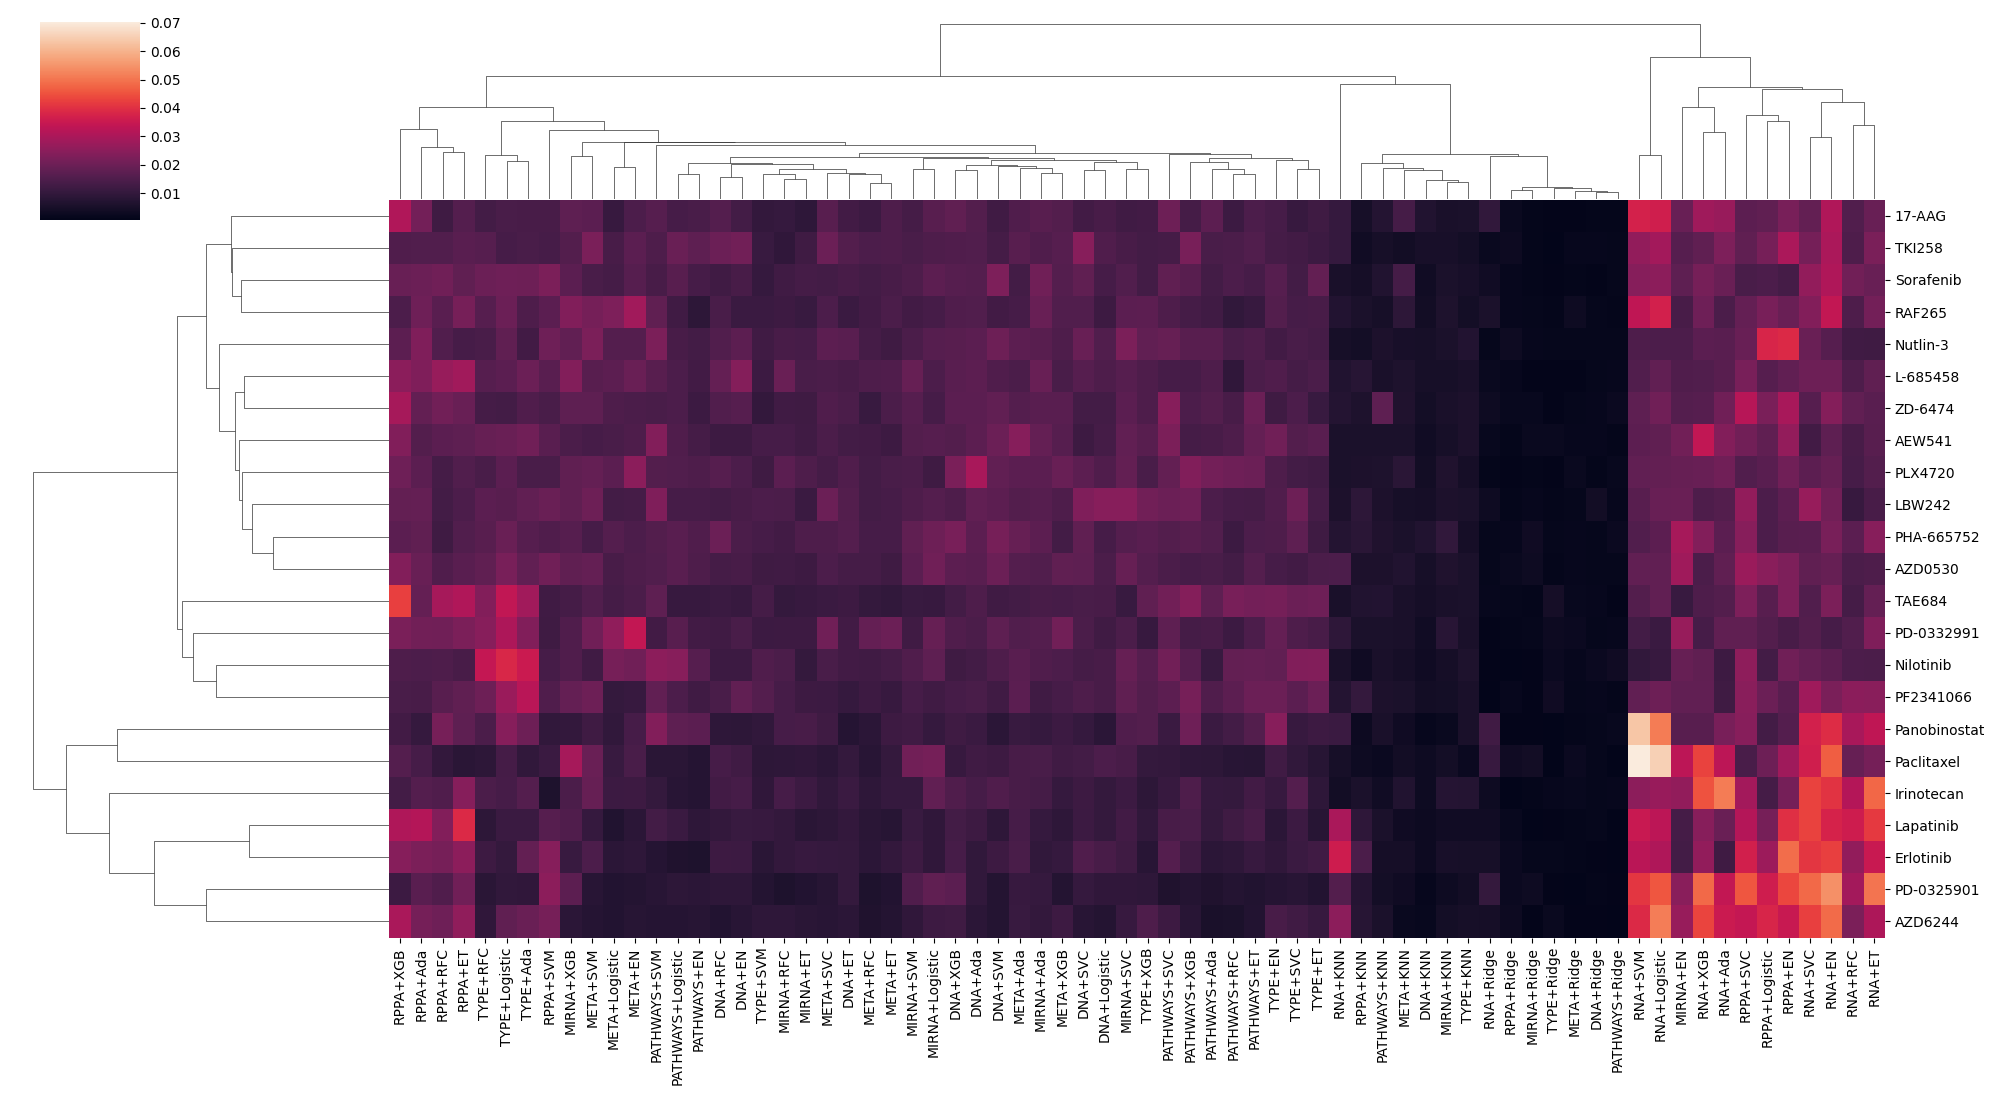 0.07
0.06
0.05
0.04
0.03
0.02
0.01
17-AAG
TKI258
Sorafenib
RAF265
Nutlin-3
L-685458
ZD-6474
AEW541
PLX4720
LBW242
PHA-665752
AZD0530
TAE684
PD-0332991
Nilotinib
PF2341066
Panobinostat
Paclitaxel
Irinotecan
Lapatinib
Erlotinib
PD-0325901
AZD6244
RPPA+XGB
RPPA+Ada
RPPA+RFC
RPPA+ET
TYPE+RFC
TYPE+Logistic
TYPE+Ada
RPPA+SVM
MIRNA+XGB
META+SVM
META+Logistic
META+EN
PATHWAYS+SVM
PATHWAYS+Logistic
PATHWAYS+EN
DNA+RFC
DNA+EN
TYPE+SVM
MIRNA+RFC
MIRNA+ET
META+SVC
DNA+ET
META+RFC
META+ET
MIRNA+SVM
MIRNA+Logistic
DNA+XGB
DNA+Ada
DNA+SVM
META+Ada
MIRNA+Ada
META+XGB
DNA+SVC
DNA+Logistic
MIRNA+SVC
TYPE+XGB
PATHWAYS+SVC
PATHWAYS+XGB
PATHWAYS+Ada
PATHWAYS+RFC
PATHWAYS+ET
TYPE+EN
TYPE+SVC
TYPE+ET
RNA+KNN
RPPA+KNN
PATHWAYS+KNN
META+KNN
DNA+KNN
MIRNA+KNN
TYPE+KNN
RNA+Ridge
RPPA+Ridge
MIRNA+Ridge
TYPE+Ridge
META+Ridge
DNA+Ridge
PATHWAYS+Ridge
RNA+SVM
RNA+Logistic
MIRNA+EN
RNA+XGB
RNA+Ada
RPPA+SVC
RPPA+Logistic
RPPA+EN
RNA+SVC
RNA+EN
RNA+RFC
RNA+ET